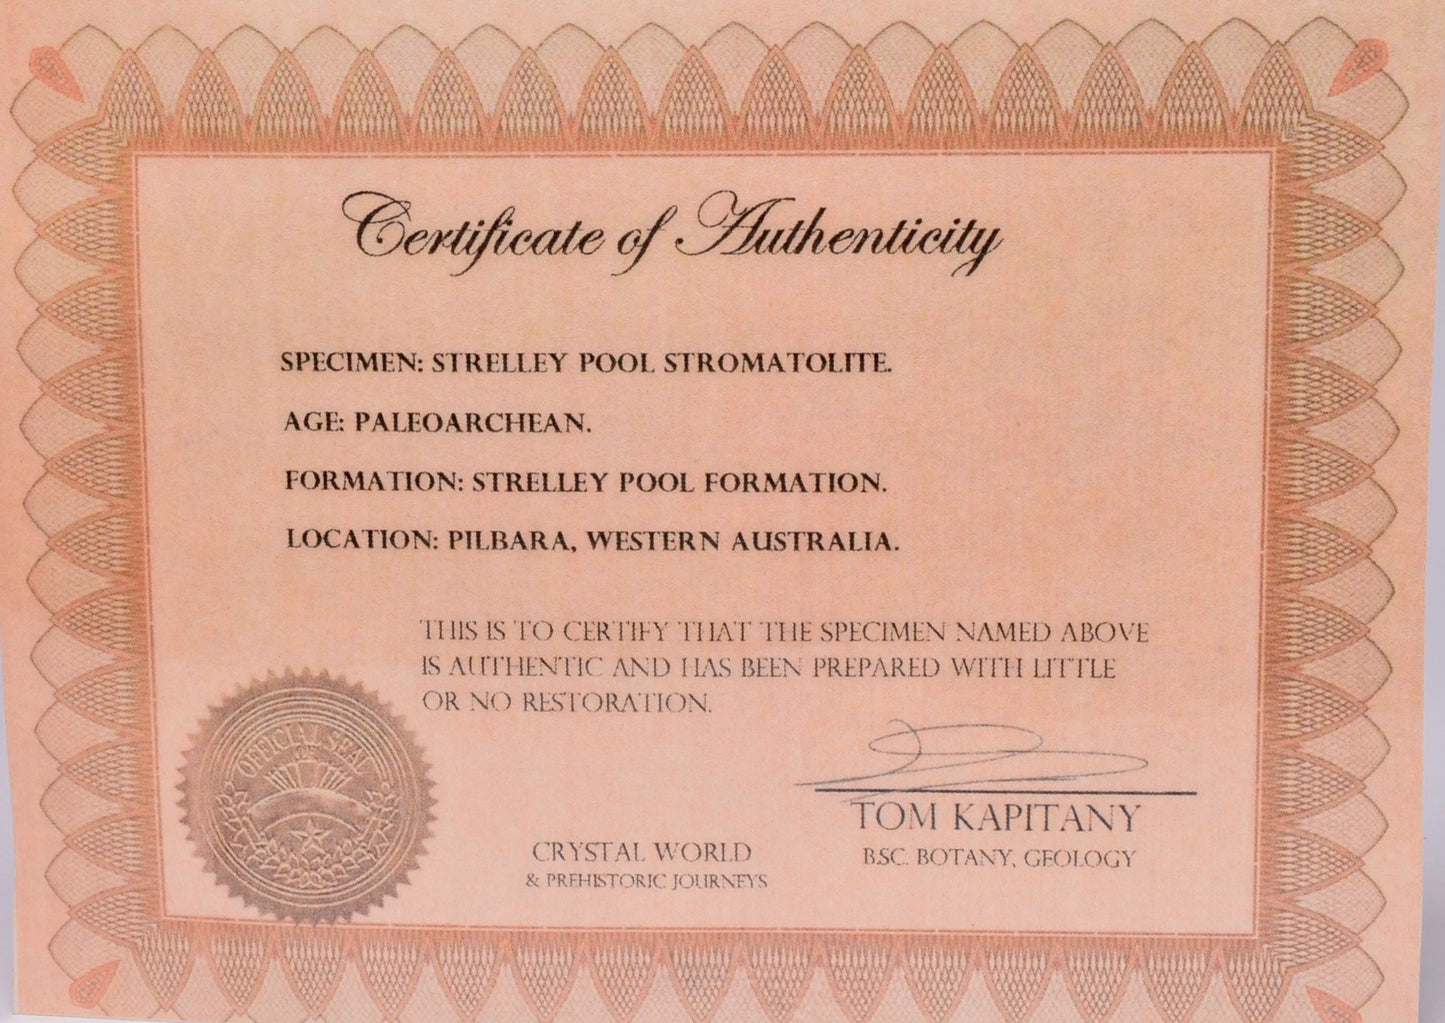 Certificate of Authenticity
SPECIMEN: STRELLEY POOL STROMATOLITE.
AGE: PALEOARCHEAN.
FORMATION: STRELLEY POOL FORMATION.
LOCATION: PILBARA, WESTERN AUSTRALIA.
THIS IS TO CERTIFY THAT THE SPECIMEN NAMED ABOVE
IS AUTHENTIC AND HAS BEEN PREPARED WITH LITTLE
OR NO RESTORATION.
OFFICIAL SEAL
TOM KAPITANY
BSC. BOTANY, GEOLOGY
CRYSTAL WORLD
& PREHISTORIC JOURNEYS